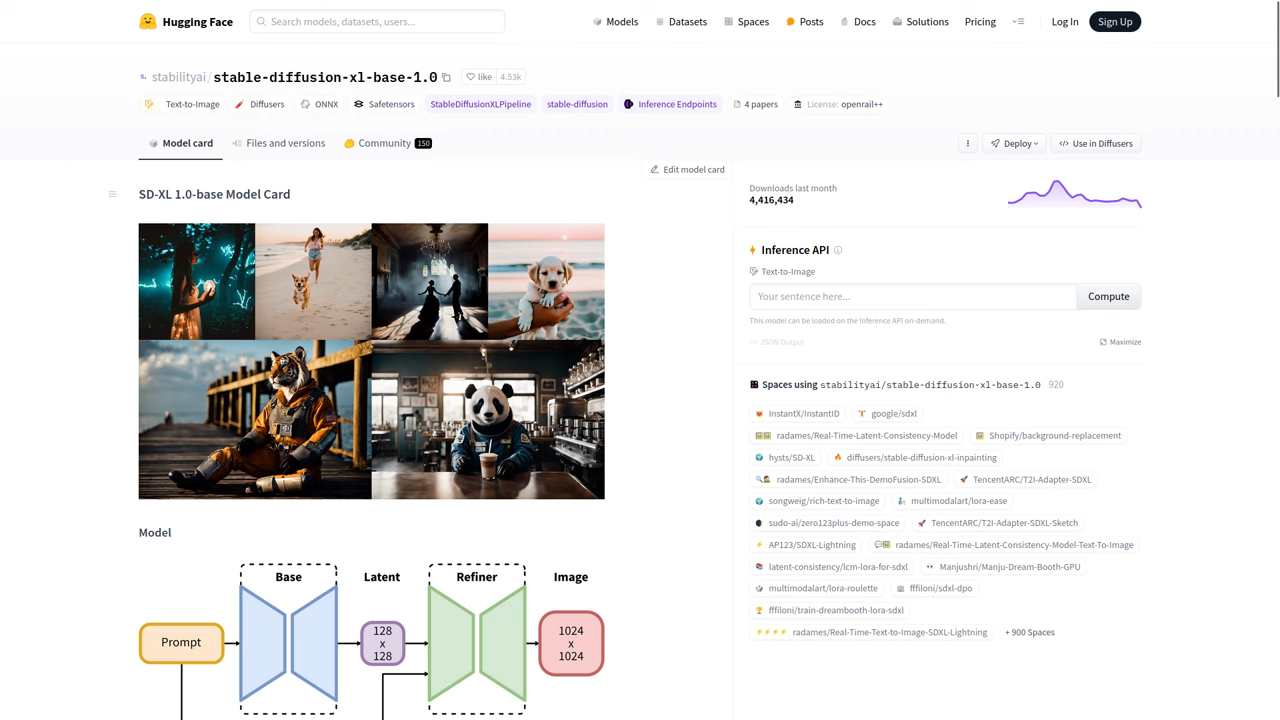 Hugging Face
Search models, datasets, users...
Models
Datasets
Spaces
Posts
Docs
Solutions
Pricing
Log In
Sign Up
stabilityai/stable-diffusion-xl-base-1.0
like 4.53k
Text-to-Image
Diffusers
ONNX
Safetensors
StableDiffusionXLPipeline
stable-diffusion
Inference Endpoints
4 papers
License: openrail++
Model card
Files and versions
Community 150
Deploy
Use in Diffusers
Edit model card
SD-XL 1.0-base Model Card
Model
Base
Latent
Refiner
Image
Prompt
128
x
128
1024
x
1024
Downloads last month
4,416,434
Inference API
Text-to-Image
Your sentence here...
Compute
This model can be loaded on the Inference API on-demand.
JSON Output
Maximize
Spaces using stabilityai/stable-diffusion-xl-base-1.0 920
InstantX/InstantID
google/sdxl
radames/Real-Time-Latent-Consistency-Model
Shopify/background-replacement
hysts/SD-XL
diffusers/stable-diffusion-xl-inpainting
radames/Enhance-This-DemoFusion-SDXL
TencentARC/T2I-Adapter-SDXL
songweig/rich-text-to-image
multimodalart/lora-ease
sudo-ai/zero123plus-demo-space
TencentARC/T2I-Adapter-SDXL-Sketch
AP123/SDXL-Lightning
radames/Real-Time-Latent-Consistency-Model-Text-To-Image
latent-consistency/lcm-lora-for-sdxl
Manjushri/Manju-Dream-Booth-GPU
multimodalart/lora-roulette
fffiloni/sdxl-dpo
fffiloni/train-dreambooth-lora-sdxl
radames/Real-Time-Text-to-Image-SDXL-Lightning
+ 900 Spaces